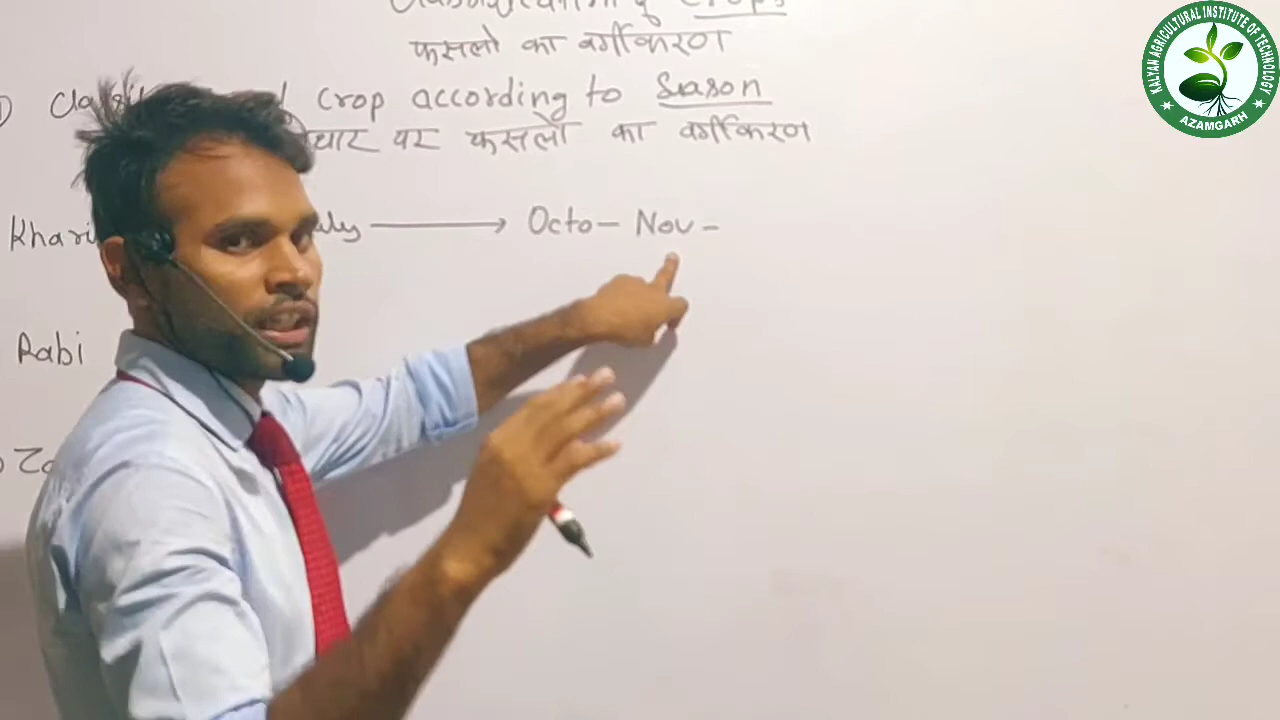 Crops
फसलो का वर्गीकरण
crop according to Season
पर फसलो का वर्गीकरण
Octo- Nov-
Rabi
KALYAN AGRICULTURAL INSTITUTE OF TECHNOLOGY
AZAMGARH